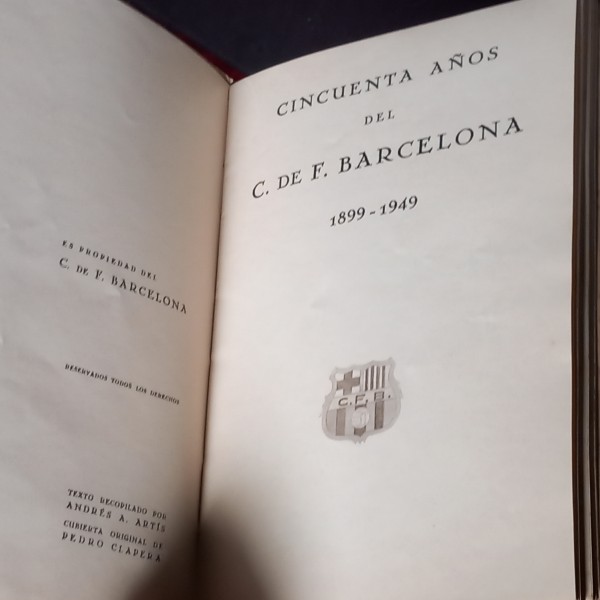 ES PROPIEDAD DEL
C. DE F. BARCELONA
RESERVADOS TODOS LOS DERECHOS
TEXTO RECOPILADO POR
ANDRÉS A. ARTÍS
CUBIERTA ORIGINAL DE
PEDRO CLAPERA
CINCUENTA AÑOS
DEL
C. DE F. BARCELONA
1899-1949
C.F.B.